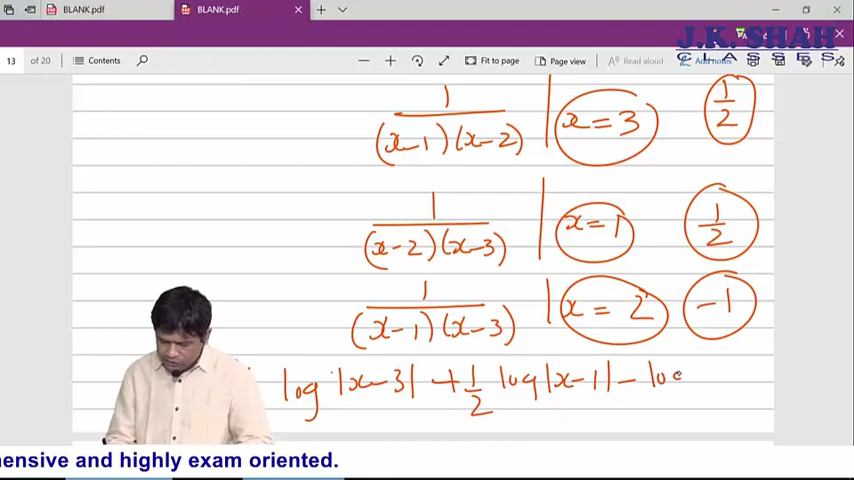 BLANK.pdf
BLANK.pdf
J.K. SHAH
CLASSES
13 of 20
Contents
Fit to page
Page view
Read aloud
Add notes
1/((x-1)(x-2)) | x=3 1/2
1/((x-2)(x-3)) | x=1 1/2
1/((x-1)(x-3)) | x=2 -1
log|x-3| + 1/2 log|x-1| - log
ensive and highly exam oriented.